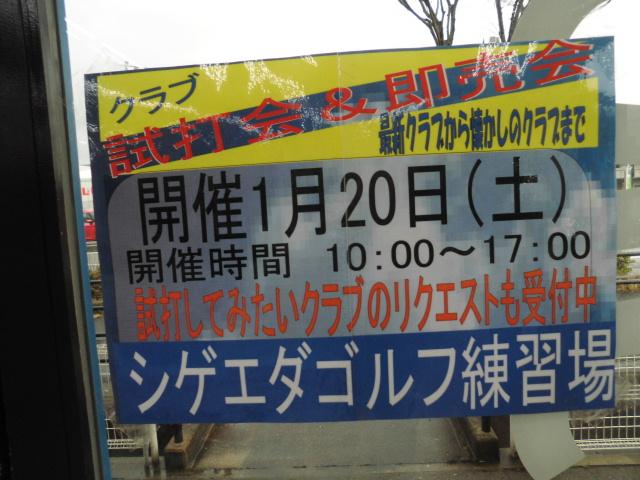 クラブ
試打会&即売会
最新クラブから懐かしのクラブまで
開催1月20日(土)
開催時間 10:00~17:00
試打してみたいクラブのリクエストも受付中
シゲエダゴルフ練習場